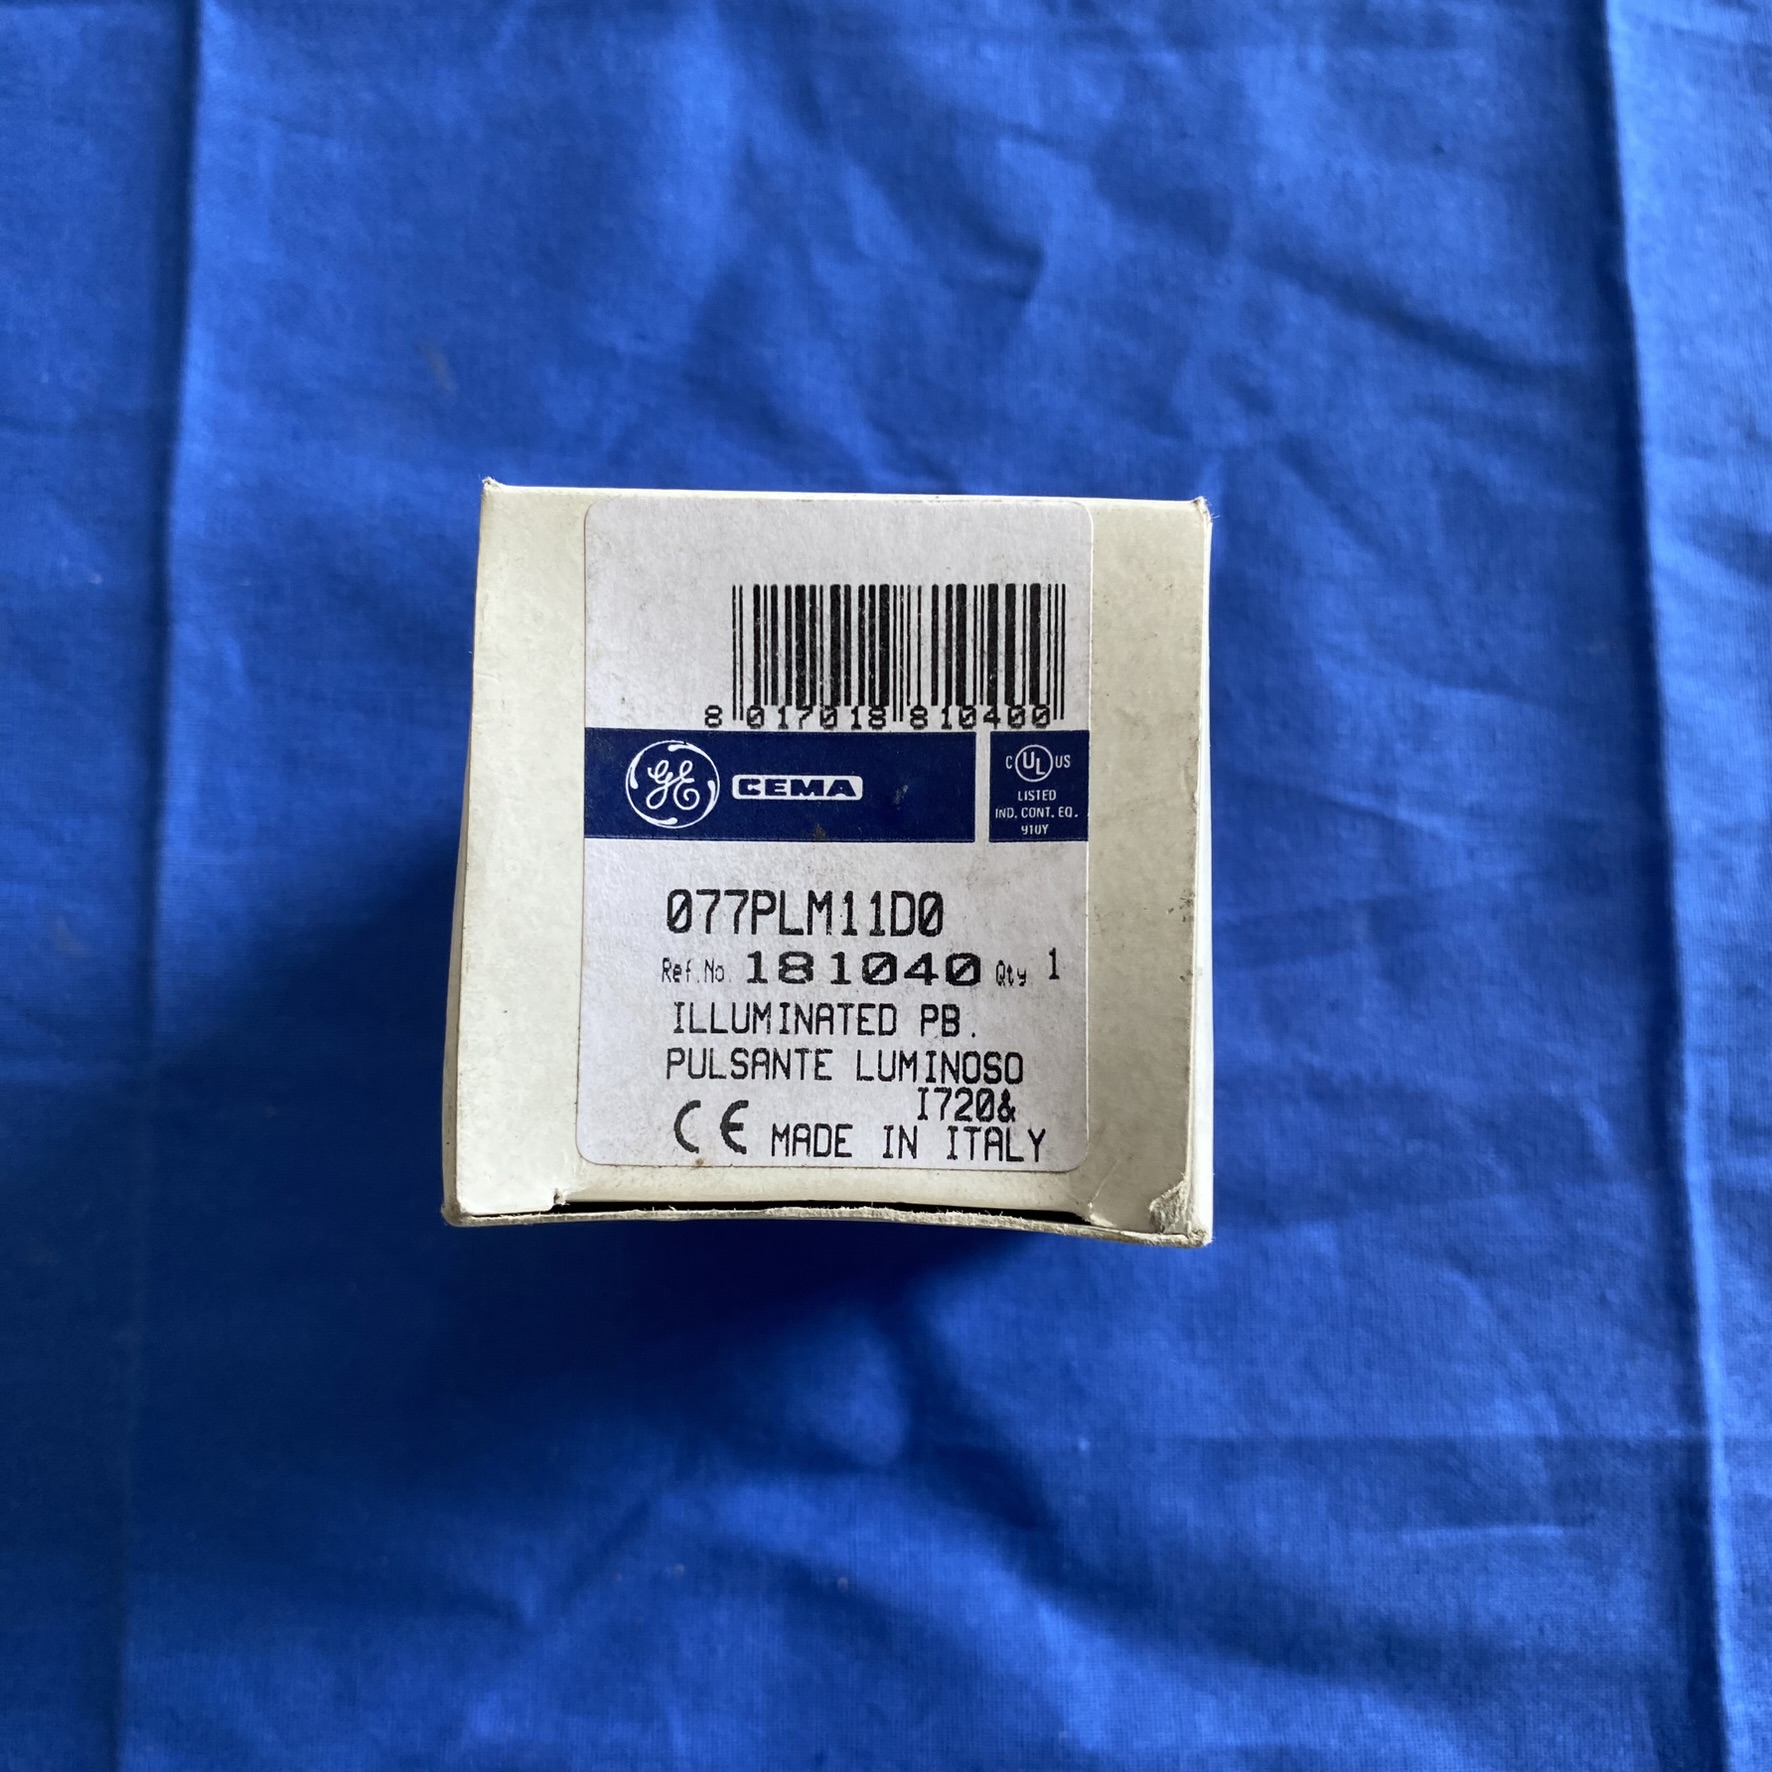 8 017018 810400
GE CEMA
C UL US
LISTED
IND. CONT. EQ.
91UY
077PLM11D0
Ref.No. 181040 Qty 1
ILLUMINATED PB.
PULSANTE LUMINOSO
I720&
CE MADE IN ITALY